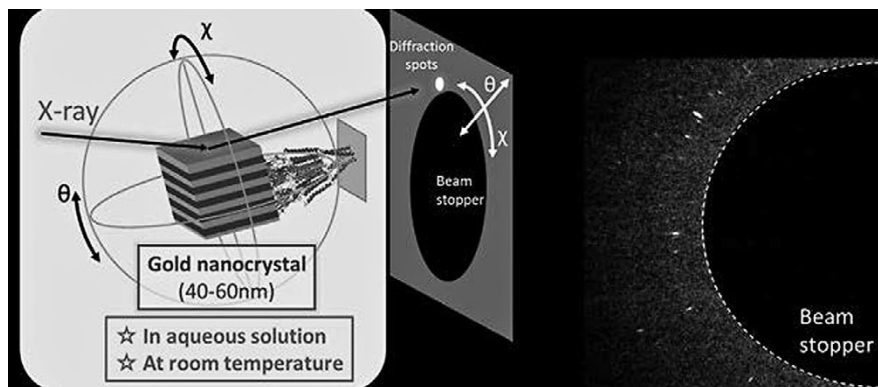 χ
X-ray
θ
Gold nanocrystal
(40-60nm)
☆ In aqueous solution
☆ At room temperature
Diffraction
spots
θ
χ
Beam
stopper
Beam
stopper